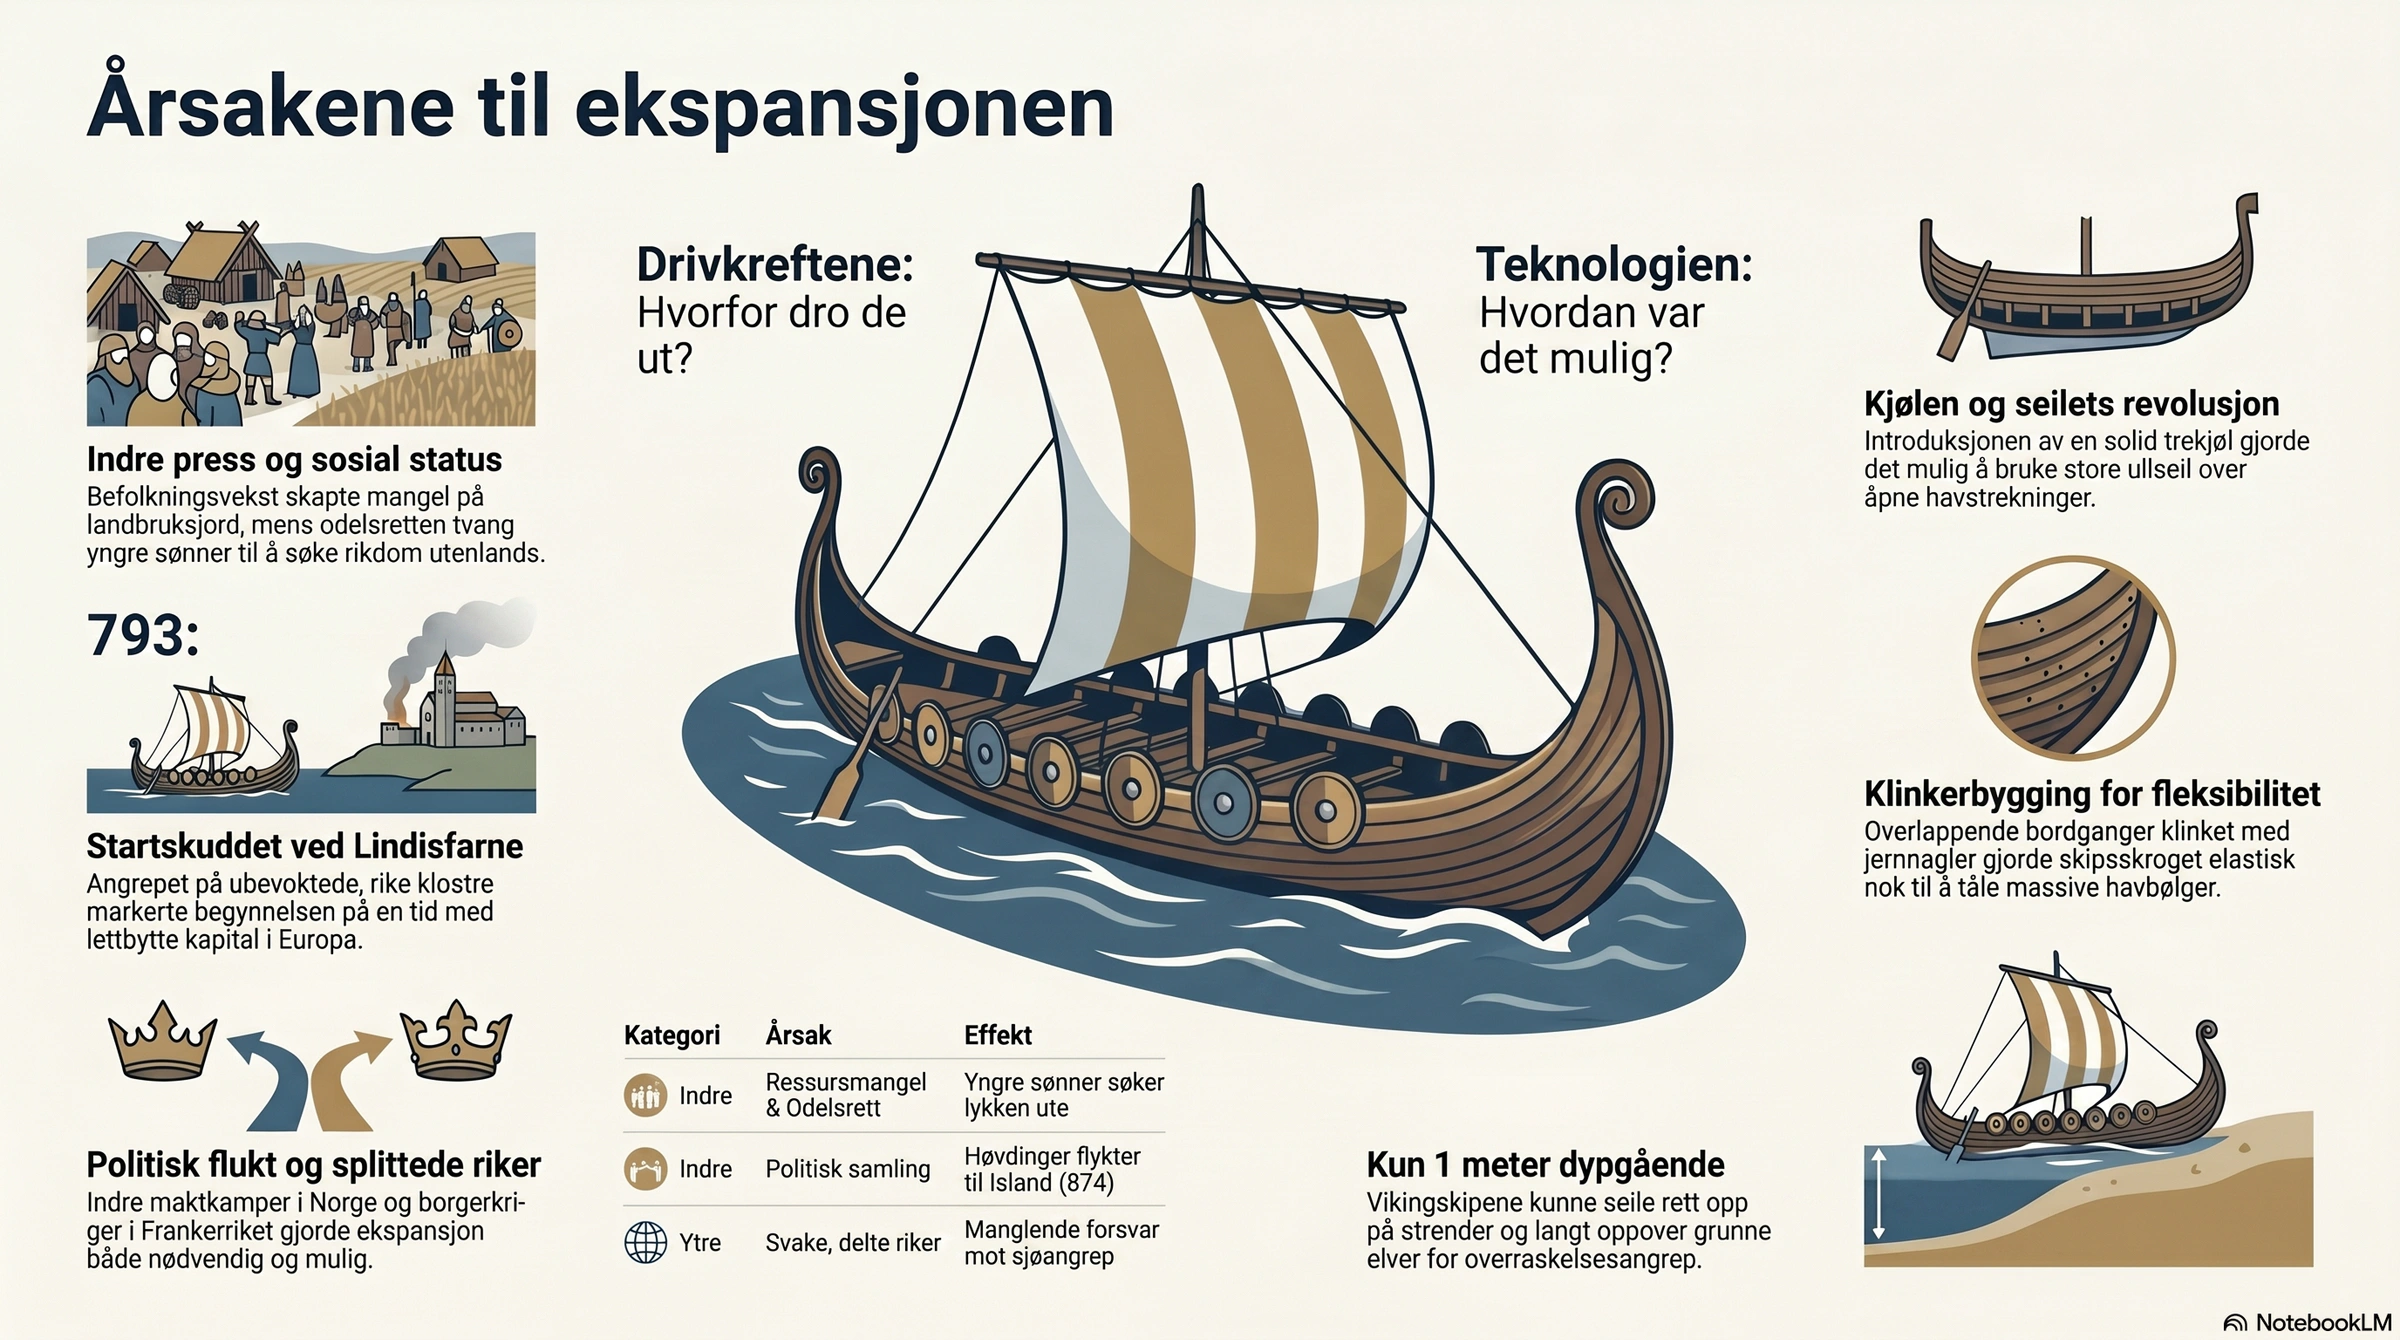 Årsakene til ekspansjonen
Drivkreftene:
Hvorfor dro de
ut?
Teknologien:
Hvordan var
det mulig?
Indre press og sosial status
Befolkningsvekst skapte mangel på
landbruksjord, mens odelsretten tvang
yngre sønner til å søke rikdom utenlands.
793:
Startskuddet ved Lindisfarne
Angrepet på ubevoktede, rike klostre
markerte begynnelsen på en tid med
lettbytte kapital i Europa.
Politisk flukt og splittede riker
Indre maktkamper i Norge og borgerkri-
ger i Frankerriket gjorde ekspansjon
både nødvendig og mulig.
Kategori Årsak Effekt
Indre Ressursmangel & Odelsrett Yngre sønner søker lykken ute
Indre Politisk samling Høvdinger flykter til Island (874)
Ytre Svake, delte riker Manglende forsvar mot sjøangrep
Kjølen og seilets revolusjon
Introduksjonen av en solid trekjøl gjorde
det mulig å bruke store ullseil over
åpne havstrekninger.
Klinkerbygging for fleksibilitet
Overlappende bordganger klinket med
jernnagler gjorde skipsskroget elastisk
nok til å tåle massive havbølger.
Kun 1 meter dypgående
Vikingskipene kunne seile rett opp
på strender og langt oppover grunne
elver for overraskelsesangrep.
NotebookLM